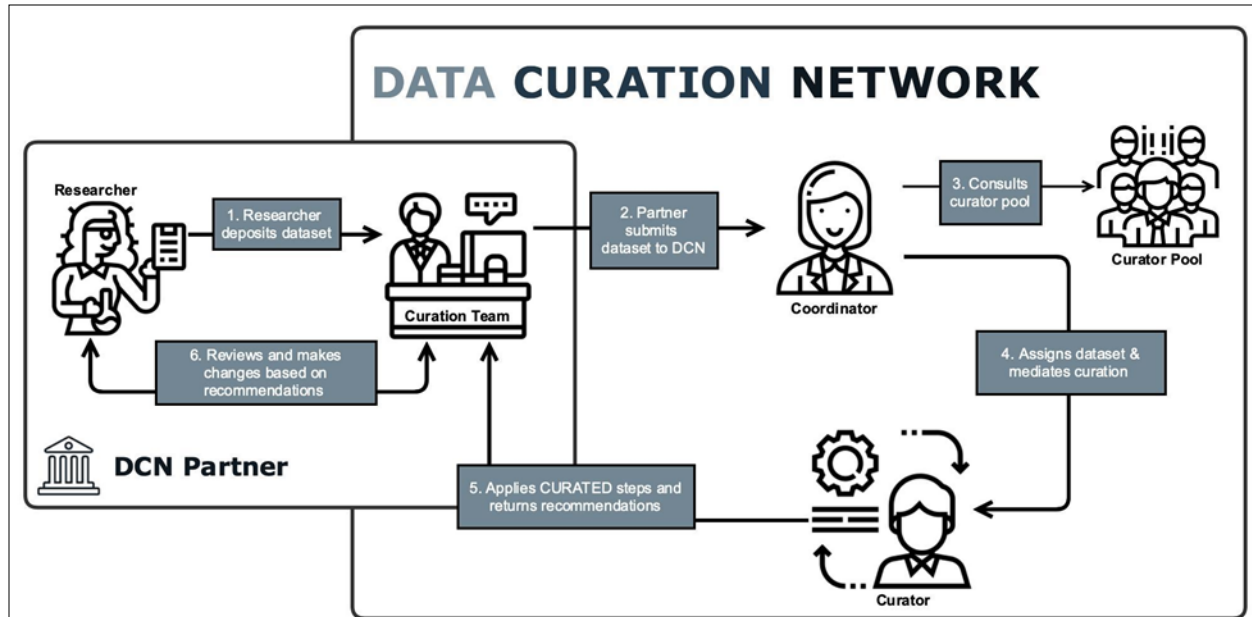 DATA CURATION NETWORK
Researcher
1. Researcher
deposits dataset
Curation Team
2. Partner
submits
dataset to DCN
Coordinator
3. Consults
curator pool
Curator Pool
4. Assigns dataset &
mediates curation
6. Reviews and makes
changes based on
recommendations
DCN Partner
5. Applies CURATED steps and
returns recommendations
Curator